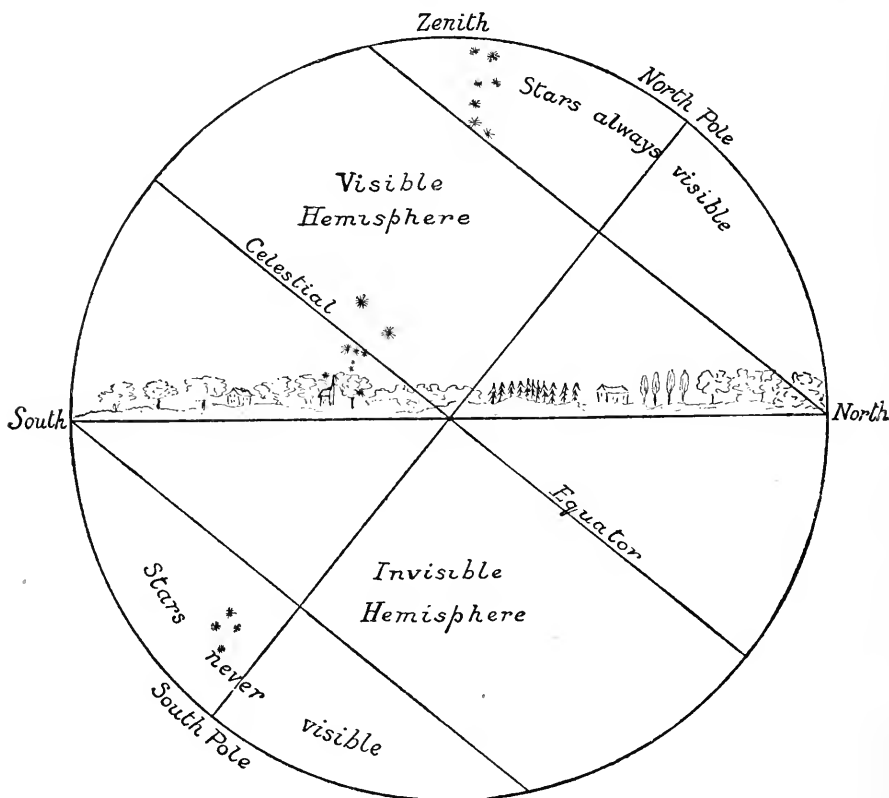 Zenith
North Pole
Stars always
visible
Visible
Hemisphere
Celestial
South
North
Equator
Invisible
Hemisphere
Stars
never
visible
South Pole